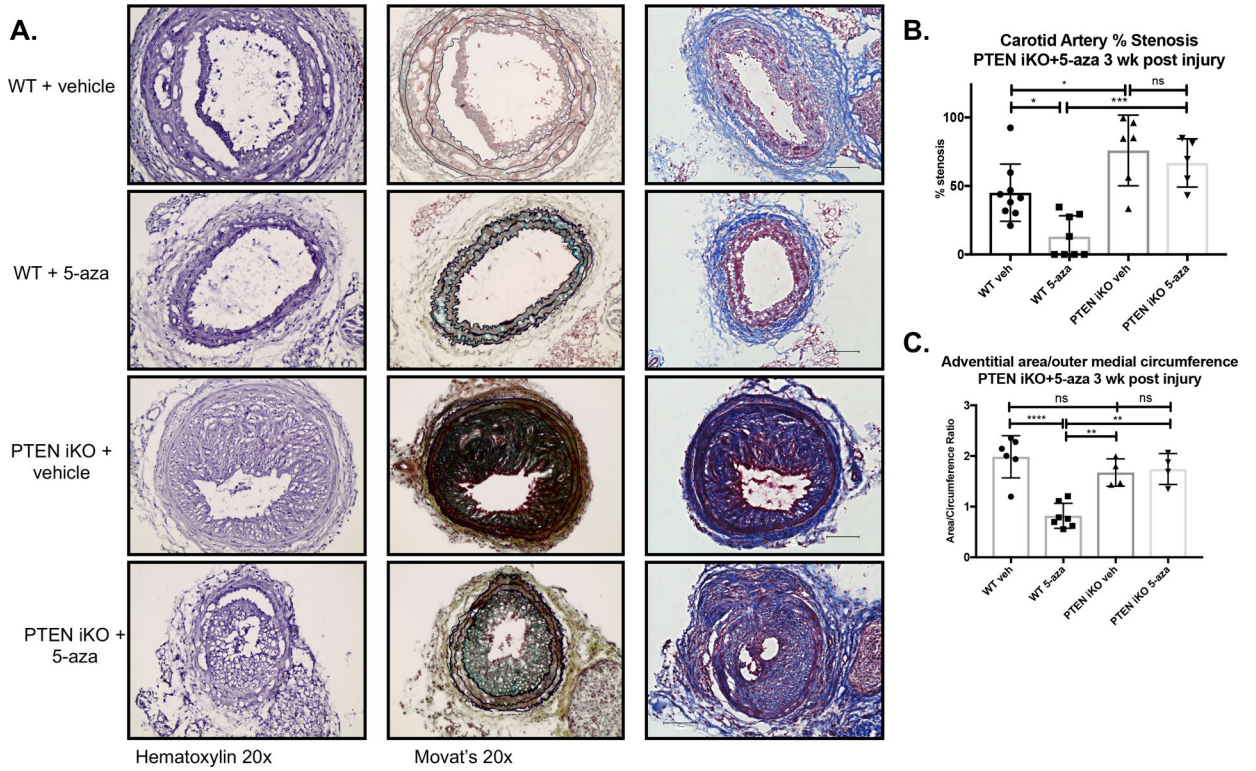 A.
WT + vehicle
WT + 5-aza
PTEN iKO +
vehicle
PTEN iKO +
5-aza
Hematoxylin 20x
Movat's 20x
B.
Carotid Artery % Stenosis
PTEN iKO+5-aza 3 wk post injury
*
ns
*
***
100
50
0
% stenosis
WT veh
WT 5-aza
PTEN iKO veh
PTEN iKO 5-aza
C.
Adventitial area/outer medial circumference
PTEN iKO+5-aza 3 wk post injury
ns
ns
****
**
**
3
2
1
0
Area/Circumference Ratio
WT veh
WT 5-aza
PTEN iKO veh
PTEN iKO 5-aza